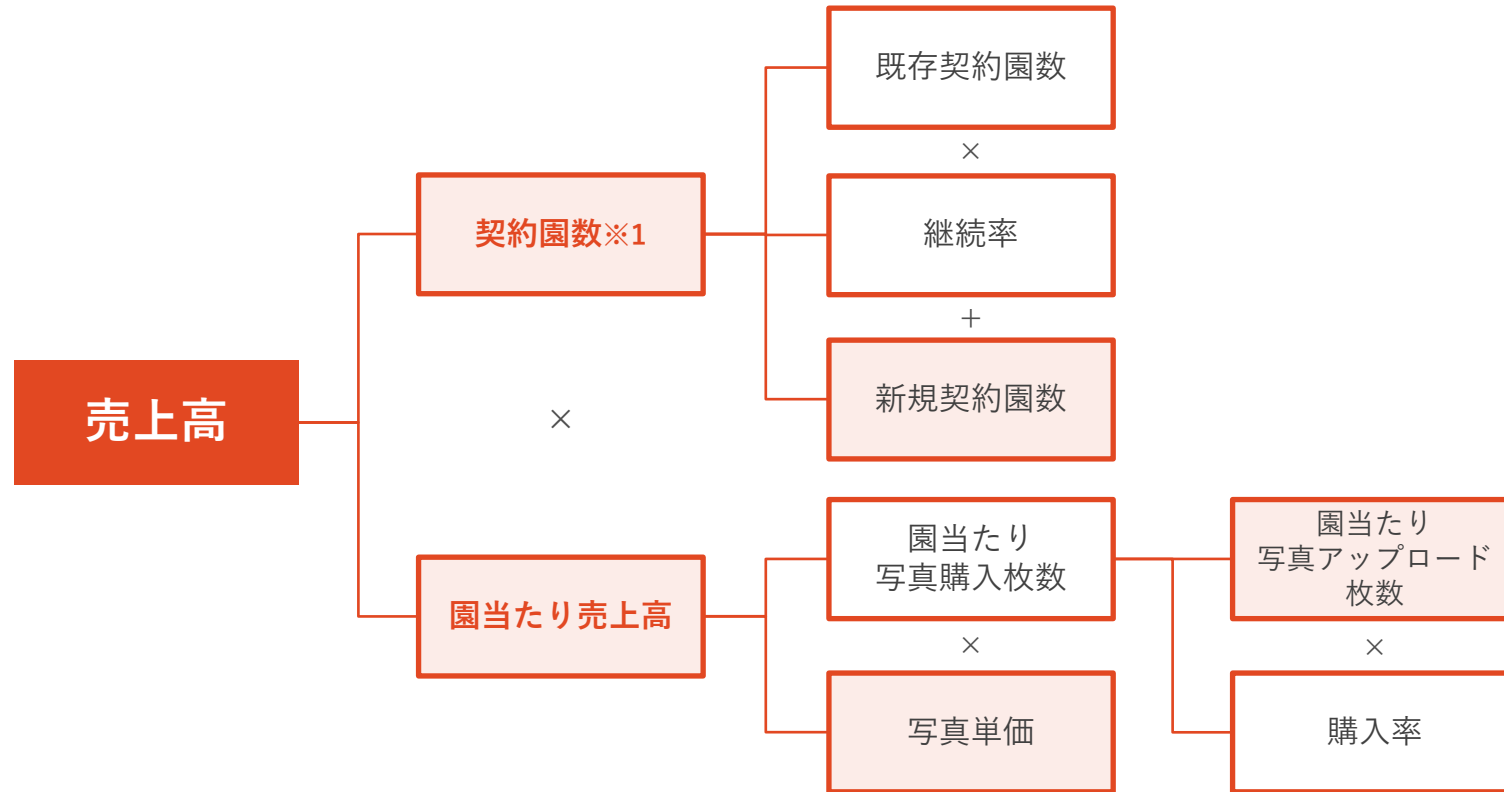 売上高
契約園数※1
×
園当たり売上高
既存契約園数
×
継続率
+
新規契約園数
園当たり
写真購入枚数
×
写真単価
園当たり
写真アップロード
枚数
×
購入率